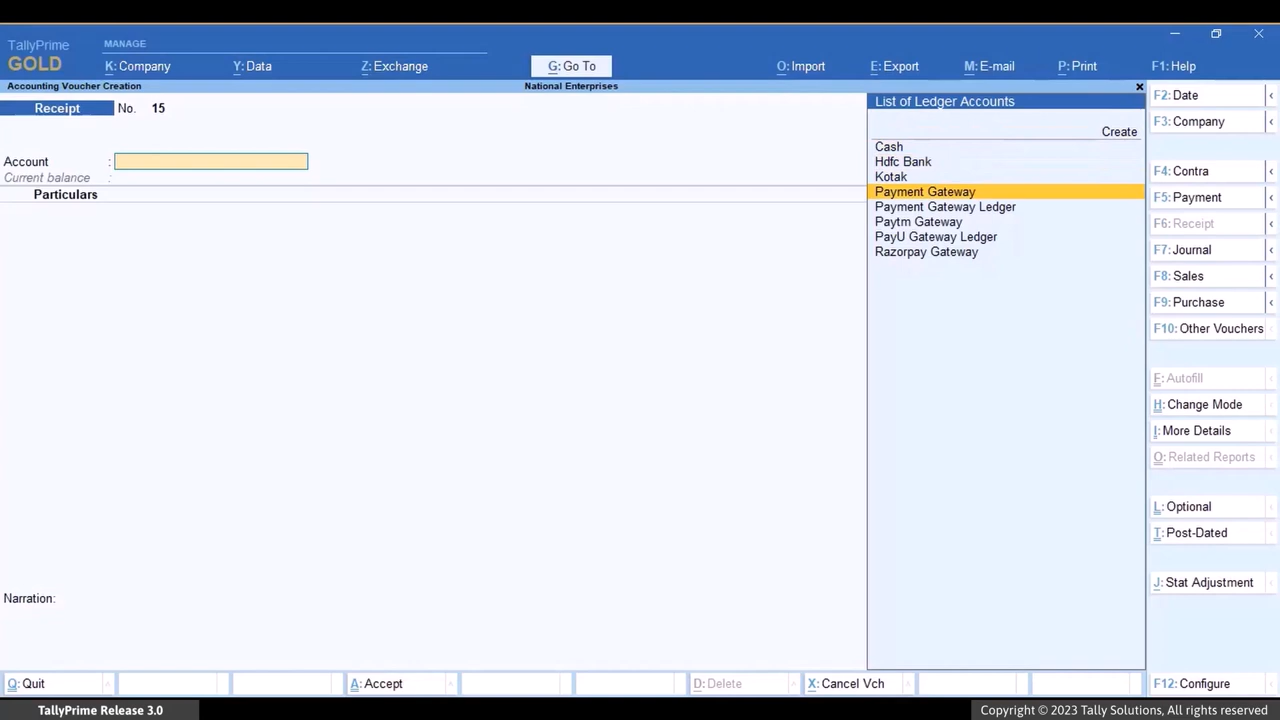 TallyPrime
GOLD
MANAGE
K: Company
Y: Data
Z: Exchange
G: Go To
O: Import
E: Export
M: E-mail
P: Print
F1: Help
Accounting Voucher Creation
National Enterprises
x
Receipt No. 15
Account :
Current balance :
Particulars
Narration:
List of Ledger Accounts
Create
Cash
Hdfc Bank
Kotak
Payment Gateway
Payment Gateway Ledger
Paytm Gateway
PayU Gateway Ledger
Razorpay Gateway
F2: Date
F3: Company
F4: Contra
F5: Payment
F6: Receipt
F7: Journal
F8: Sales
F9: Purchase
F10: Other Vouchers
F: Autofill
H: Change Mode
I: More Details
O: Related Reports
L: Optional
T: Post-Dated
J: Stat Adjustment
Q: Quit
A: Accept
D: Delete
X: Cancel Vch
F12: Configure
TallyPrime Release 3.0
Copyright © 2023 Tally Solutions, All rights reserved